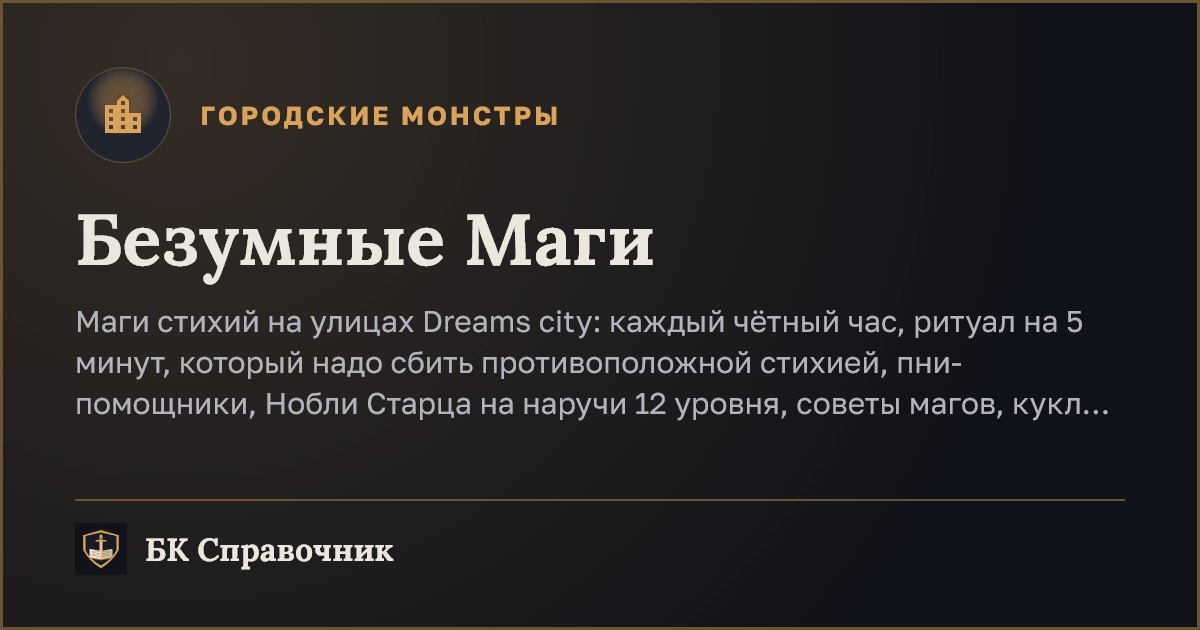 ГОРОДСКИЕ МОНСТРЫ
Безумные Маги
Маги стихий на улицах Dreams city: каждый чётный час, ритуал на 5
минут, который надо сбить противоположной стихией, пни-
помощники, Нобли Старца на наручи 12 уровня, советы магов, кукл...
БК Справочник